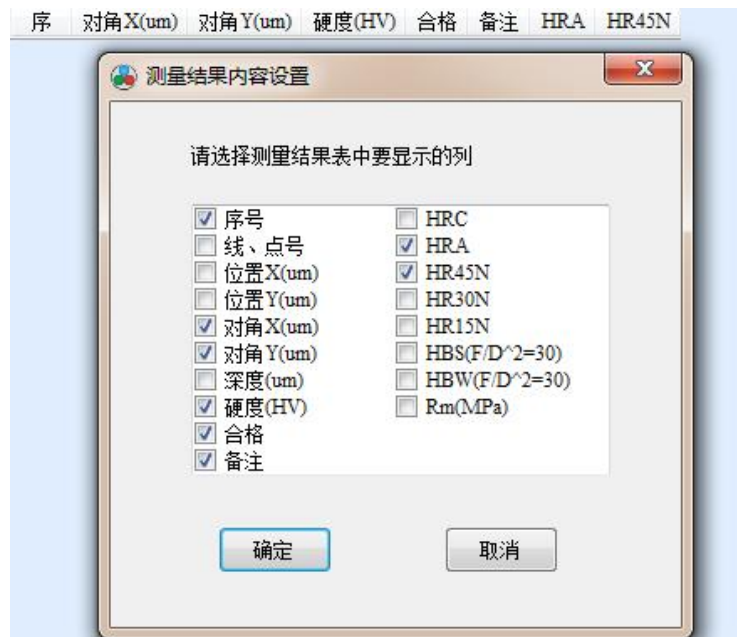 序 对角X(um) 对角Y(um) 硬度(HV) 合格 备注 HRA HR45N
测量结果内容设置
请选择测量结果表中要显示的列
序号 HRC
线、点号 HRA
位置X(um) HR45N
位置Y(um) HR30N
对角X(um) HR15N
对角Y(um) HBS(F/D^2=30)
深度(um) HBW(F/D^2=30)
硬度(HV) Rm(MPa)
合格
备注
确定 取消